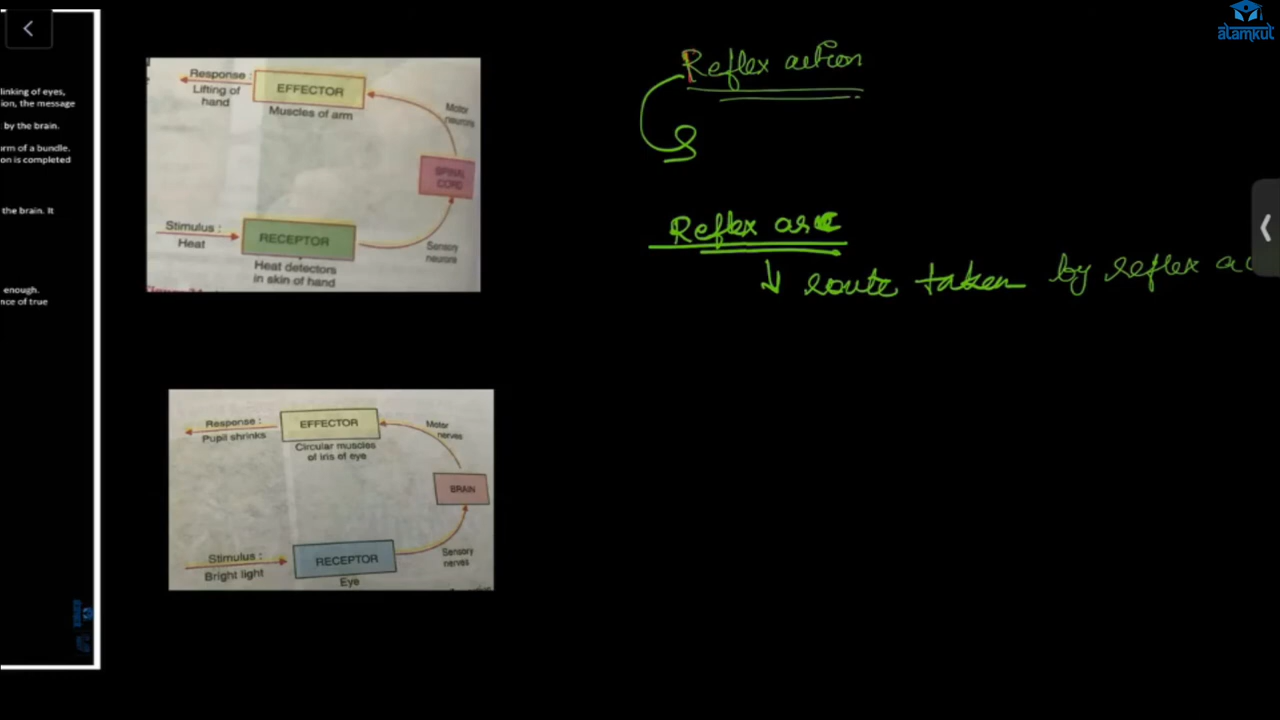 alamkul
linking of eyes,
ion, the message
by the brain.
orm of a bundle.
on is completed
the brain. It
enough.
nce of true
Response :
Lifting of
hand
EFFECTOR
Muscles of arm
Motor
neurons
SPINAL
CORD
Stimulus :
Heat
RECEPTOR
Heat detectors
in skin of hand
Sensory
neurons
Response :
Pupil shrinks
EFFECTOR
Circular muscles
of iris of eye
Motor
nerves
BRAIN
Stimulus :
Bright light
RECEPTOR
Eye
Sensory
nerves
Reflex action
Reflex arc
↓ route taken by reflex ac